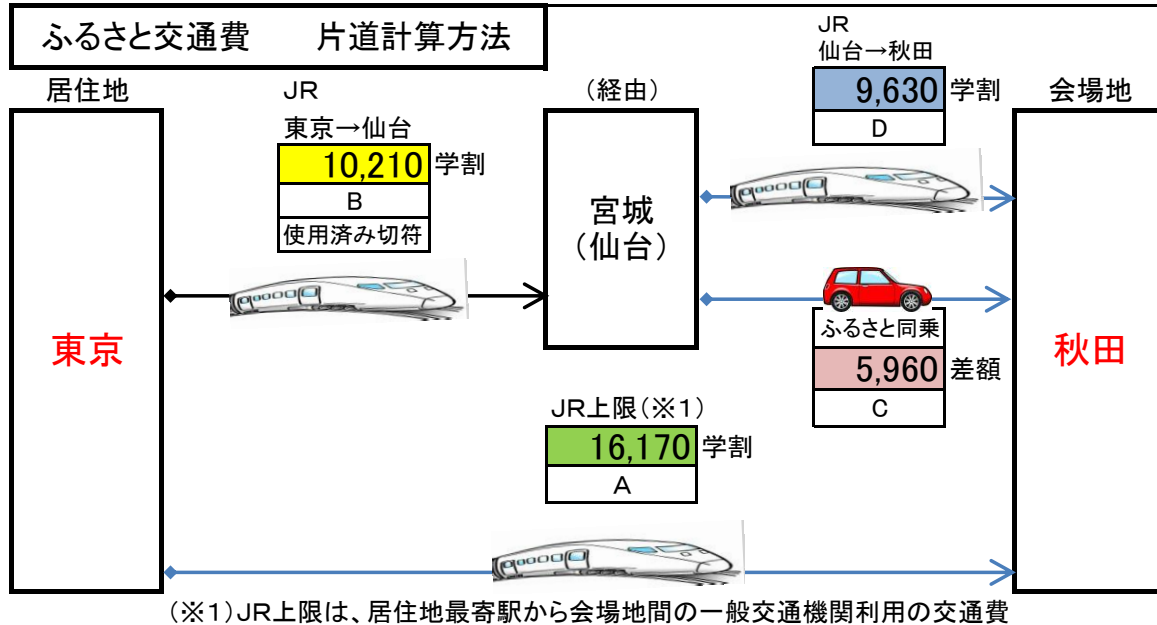 ふるさと交通費　　片道計算方法
居住地
東京
JR
東京→仙台
10,210 学割
B
使用済み切符
（経由）
宮城
（仙台）
JR
仙台→秋田
9,630 学割
D
ふるさと同乗
5,960 差額
C
JR上限（※1）
16,170 学割
A
会場地
秋田
（※1）JR上限は、居住地最寄駅から会場地間の一般交通機関利用の交通費